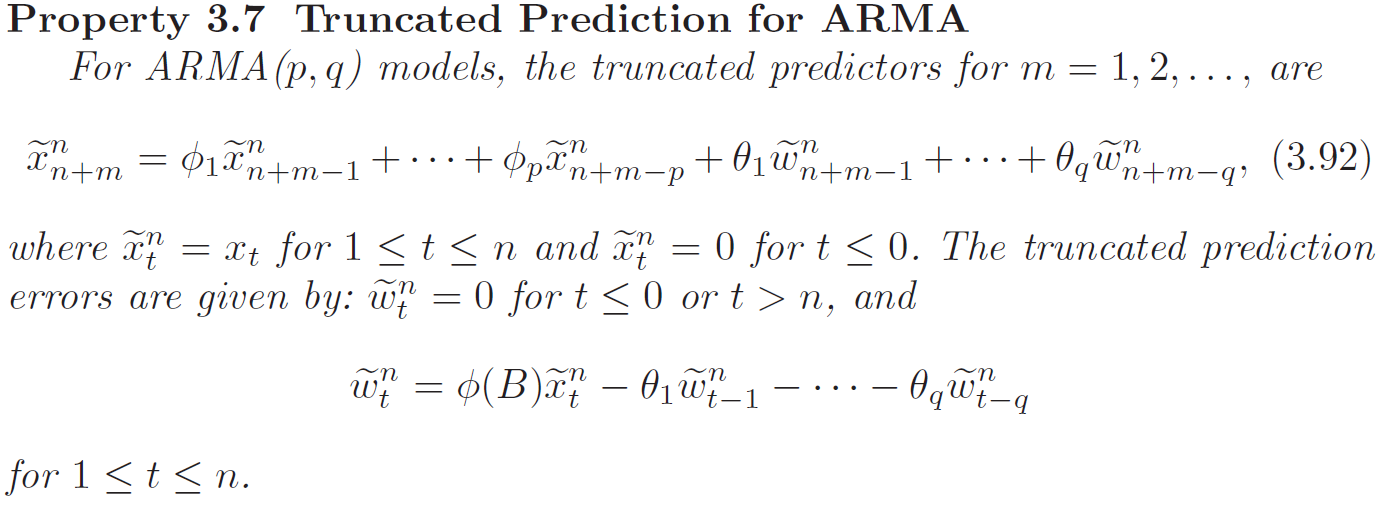 Property 3.7 Truncated Prediction for ARMA
For ARMA(p, q) models, the truncated predictors for m = 1, 2, . . . , are
x̃ⁿₙ₊ₘ = ϕ₁x̃ⁿₙ₊ₘ₋₁ + · · · + ϕₚx̃ⁿₙ₊ₘ₋ₚ + θ₁w̃ⁿₙ₊ₘ₋₁ + · · · + θ_q w̃ⁿ_{n+m−q}, (3.92)
where x̃ⁿₜ = xₜ for 1 ≤ t ≤ n and x̃ⁿₜ = 0 for t ≤ 0. The truncated prediction
errors are given by: w̃ⁿₜ = 0 for t ≤ 0 or t > n, and
w̃ⁿₜ = ϕ(B)x̃ⁿₜ − θ₁w̃ⁿₜ₋₁ − · · · − θ_q w̃ⁿ_{t−q}
for 1 ≤ t ≤ n.